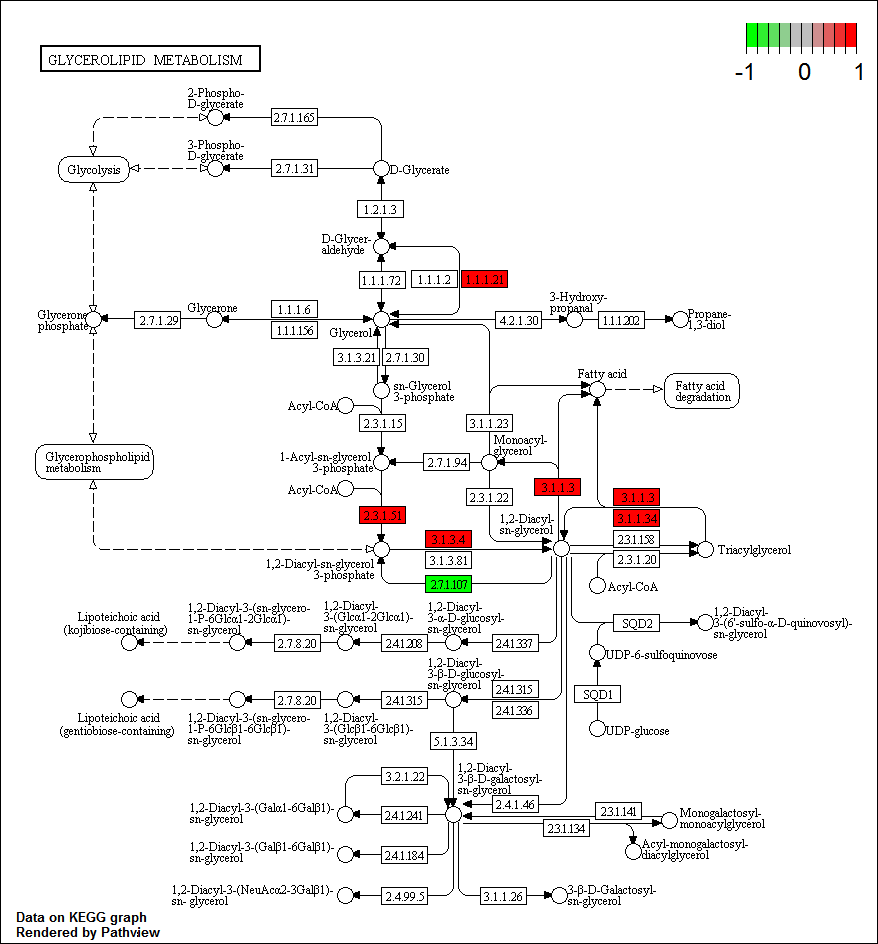 -1 0 1
GLYCEROLIPID METABOLISM
2-Phospho-
D-glycerate
2.7.1.165
3-Phospho-
D-glycerate
Glycolysis
2.7.1.31
D-Glycerate
1.2.1.3
D-Glycer-
aldehyde
1.1.1.72
1.1.1.2
1.1.1.21
Glycerone
phosphate
2.7.1.29
Glycerone
1.1.1.6
1.1.1.156
Glycerol
4.2.1.30
3-Hydroxy-
propanal
1.1.1.202
Propane-
1,3-diol
3.1.3.21
2.7.1.30
sn-Glycerol
3-phosphate
Fatty acid
Fatty acid
degradation
Acyl-CoA
2.3.1.15
3.1.1.23
Glycerophospholipid
metabolism
1-Acyl-sn-glycerol
3-phosphate
2.7.1.94
Monoacyl-
glycerol
Acyl-CoA
2.3.1.22
3.1.1.3
3.1.1.3
2.3.1.51
1,2-Diacyl-
sn-glycerol
3.1.1.34
3.1.3.4
2.3.1.158
Triacylglycerol
1,2-Diacyl-sn-glycerol
3-phosphate
3.1.3.81
2.3.1.20
2.7.1.107
Acyl-CoA
Lipoteichoic acid
(kojibiose-containing)
1,2-Diacyl-3-(sn-glycero-
1-P-6Glcα1-2Glcα1)-
sn-glycerol
2.7.8.20
1,2-Diacyl-
3-(Glcα1-2Glcα1)-
sn-glycerol
2.4.1.208
1,2-Diacyl-
3-α-D-glucosyl-
sn-glycerol
2.4.1.337
SQD2
1,2-Diacyl-
3-(6'-sulfo-α-D-quinovosyl)-
sn-glycerol
UDP-6-sulfoquinovose
SQD1
UDP-glucose
1,2-Diacyl-
3-β-D-glucosyl-
sn-glycerol
2.4.1.315
2.4.1.336
Lipoteichoic acid
(gentiobiose-containing)
2.7.8.20
1,2-Diacyl-3-(sn-glycero-
1-P-6Glcβ1-6Glcβ1)-
sn-glycerol
2.4.1.315
1,2-Diacyl-
3-(Glcβ1-6Glcβ1)-
sn-glycerol
5.1.3.34
1,2-Diacyl-
3-β-D-galactosyl-
sn-glycerol
3.2.1.22
2.4.1.46
1,2-Diacyl-3-(Galα1-6Galβ1)-
sn-glycerol
2.4.1.241
2.3.1.141
Monogalactosyl-
monoacylglycerol
2.3.1.134
1,2-Diacyl-3-(Galβ1-6Galβ1)-
sn-glycerol
2.4.1.184
Acyl-monogalactosyl-
diacylglycerol
1,2-Diacyl-3-(NeuAcα2-3Galβ1)-
sn- glycerol
2.4.99.5
3.1.1.26
3-β-D-Galactosyl-
sn-glycerol
Data on KEGG graph
Rendered by Pathview